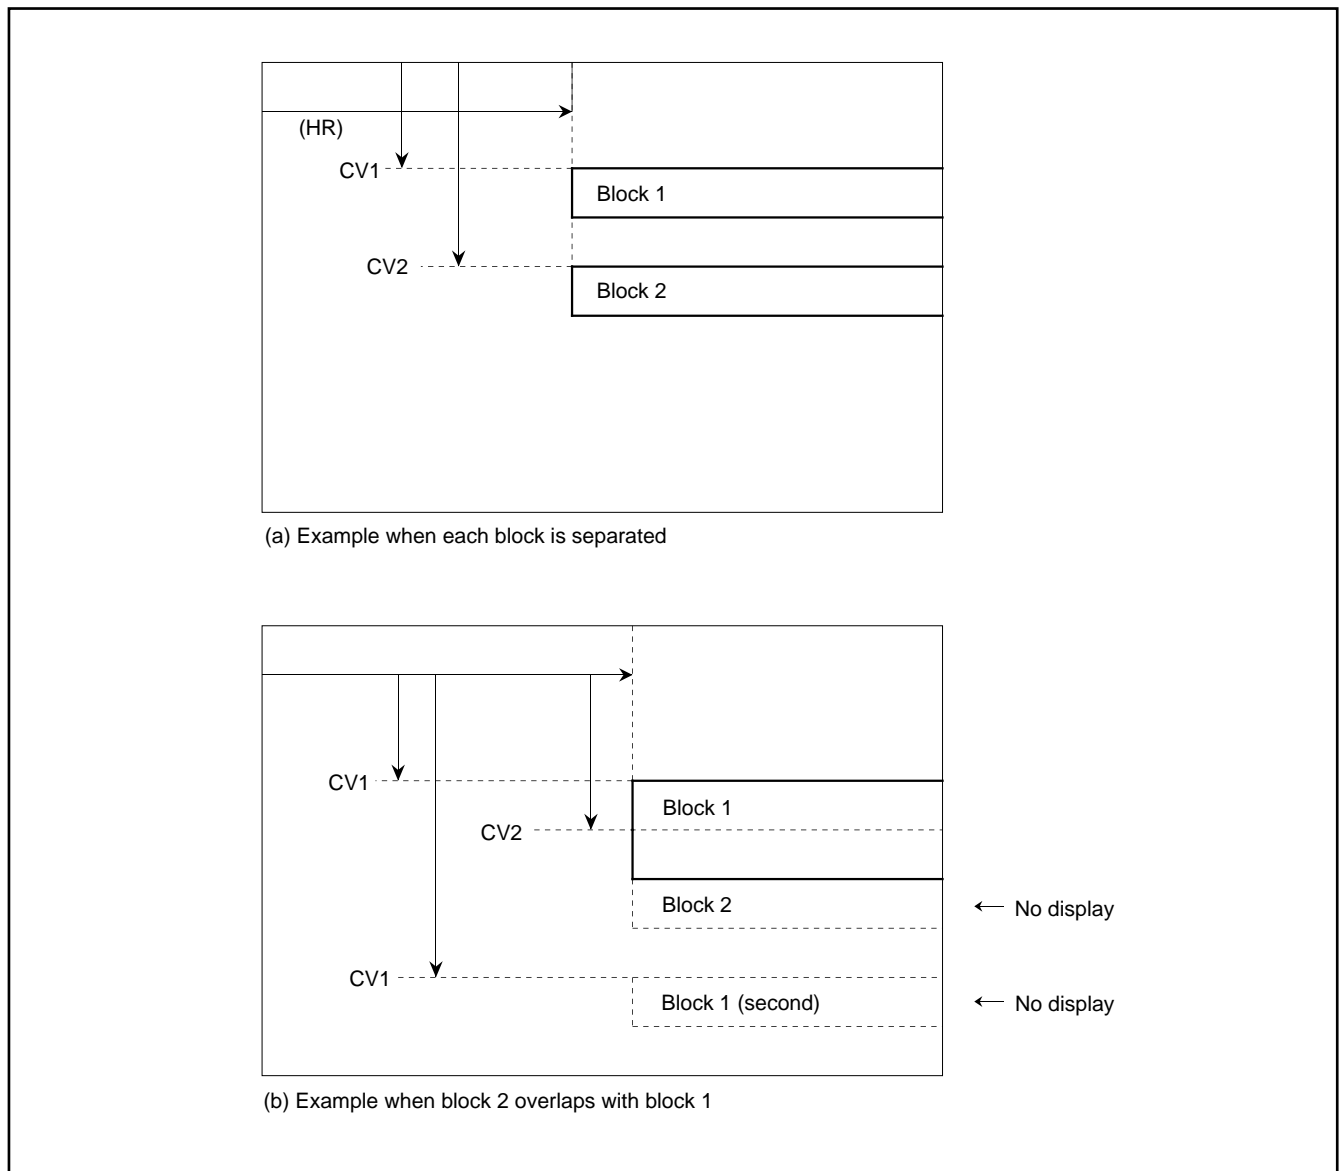 (HR)
CV1
Block 1
CV2
Block 2
(a) Example when each block is separated
CV1
Block 1
CV2
Block 2
No display
CV1
Block 1 (second)
No display
(b) Example when block 2 overlaps with block 1